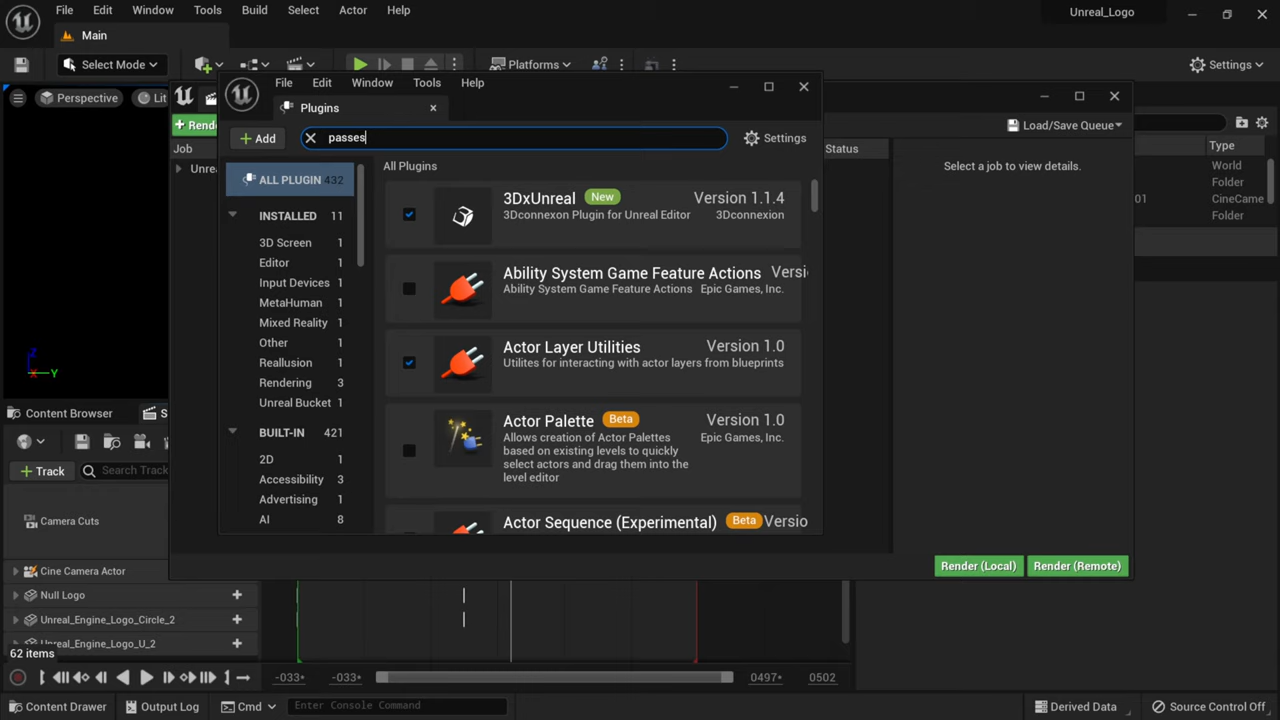 File Edit Window Tools Build Select Actor Help Unreal_Logo
Main
Select Mode Platforms Settings
File Edit Window Tools Help
Perspective Lit
Plugins
+ Rende Load/Save Queue
+ Add passes Settings
Job Status Type
ALL PLUGIN 432 All Plugins Select a job to view details. World
Unrea Folder
INSTALLED 11 3DxUnreal New Version 1.1.4 01 CineCame
3Dconnexon Plugin for Unreal Editor 3Dconnexion Folder
3D Screen 1
Editor 1
Input Devices 1 Ability System Game Feature Actions Versi
Ability System Game Feature Actions Epic Games, Inc.
MetaHuman 1
Mixed Reality 1
Other 1 Actor Layer Utilities Version 1.0
Reallusion 1 Utilites for interacting with actor layers from blueprints
Z
Y
Rendering 3
Unreal Bucket 1
Content Browser S
Actor Palette Beta Version 1.0
BUILT-IN 421 Allows creation of Actor Palettes Epic Games, Inc.
based on existing levels to quickly
select actors and drag them into the
level editor
2D 1
+ Track Search Track
Accessibility 3
Advertising 1
AI 8 Actor Sequence (Experimental) Beta Versio
Camera Cuts
Cine Camera Actor Render (Local) Render (Remote)
Null Logo
Unreal_Engine_Logo_Circle_2
Unreal_Engine_Logo_U_2
62 items
-033* -033* 0497* 0502
Content Drawer Output Log Cmd Enter Console Command Derived Data Source Control Off